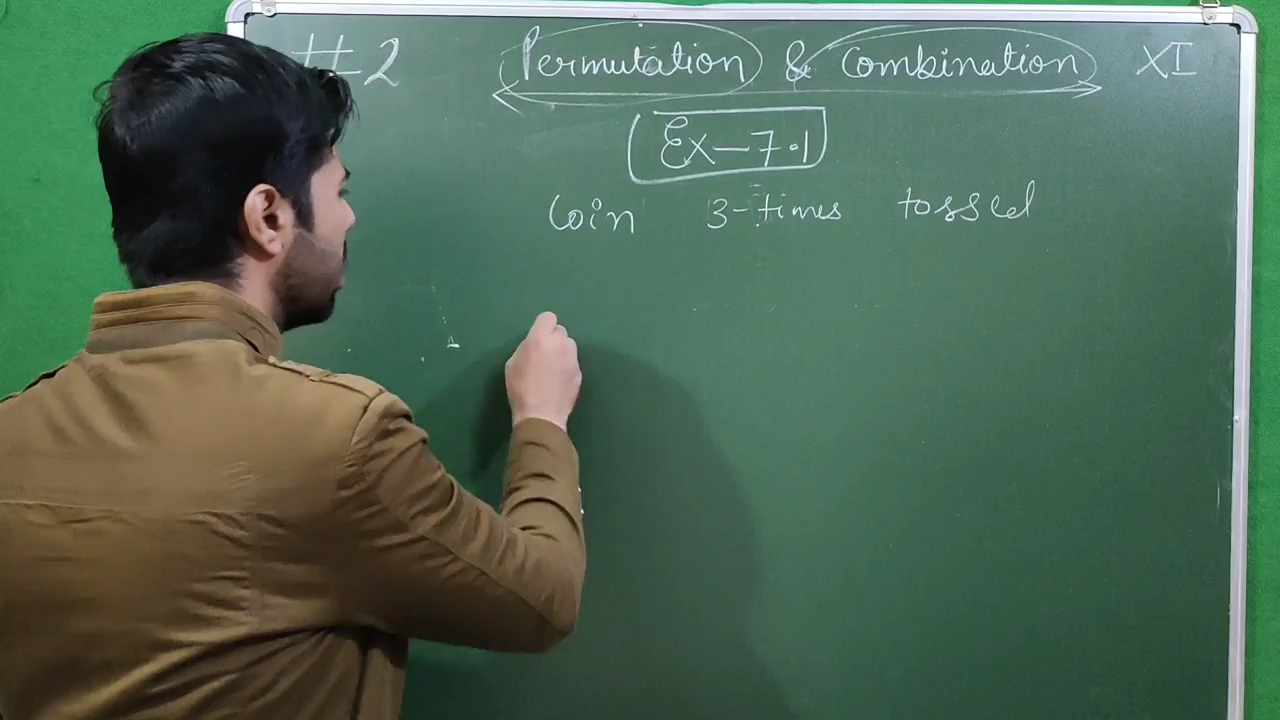 #2 Permutation & Combination XI
Ex-7.1
Coin 3-times tossed